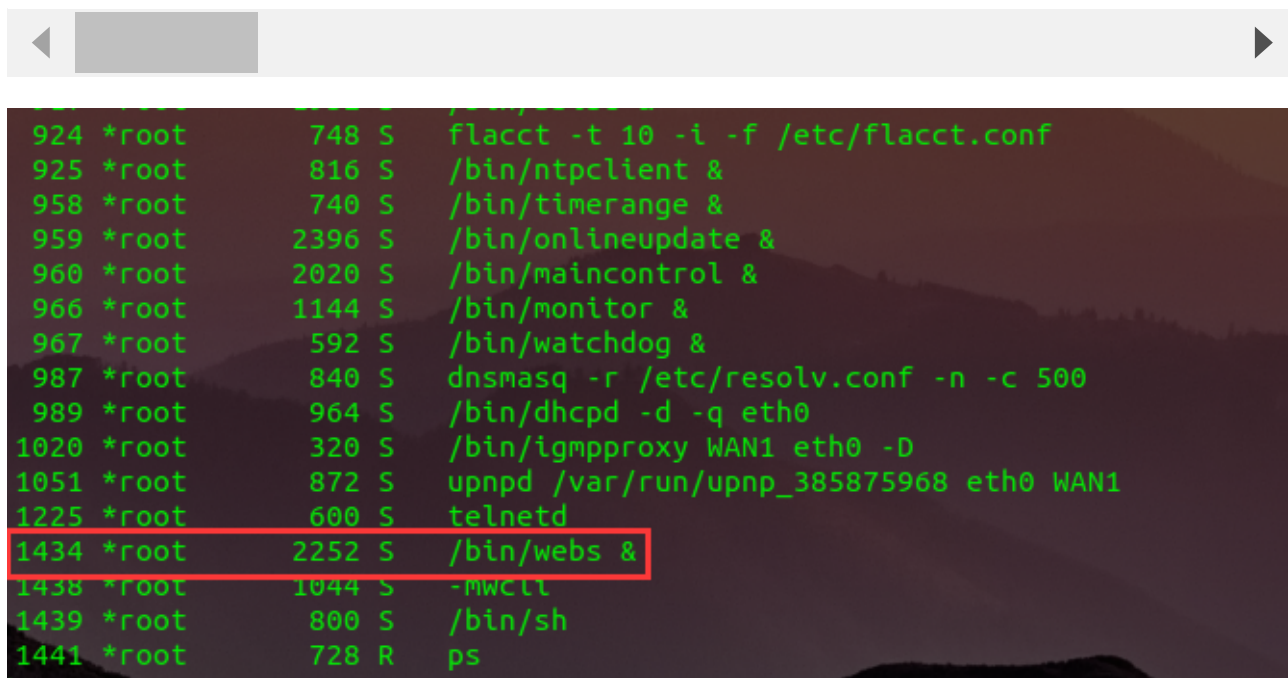 924 *root 748 S flacct -t 10 -i -f /etc/flacct.conf
925 *root 816 S /bin/ntpclient &
958 *root 740 S /bin/timerange &
959 *root 2396 S /bin/onlineupdate &
960 *root 2020 S /bin/maincontrol &
966 *root 1144 S /bin/monitor &
967 *root 592 S /bin/watchdog &
987 *root 840 S dnsmasq -r /etc/resolv.conf -n -c 500
989 *root 964 S /bin/dhcpd -d -q eth0
1020 *root 320 S /bin/igmpproxy WAN1 eth0 -D
1051 *root 872 S upnpd /var/run/upnp_385875968 eth0 WAN1
1225 *root 600 S telnetd
1434 *root 2252 S /bin/webs &
1438 *root 1044 S -mwcli
1439 *root 800 S /bin/sh
1441 *root 728 R ps